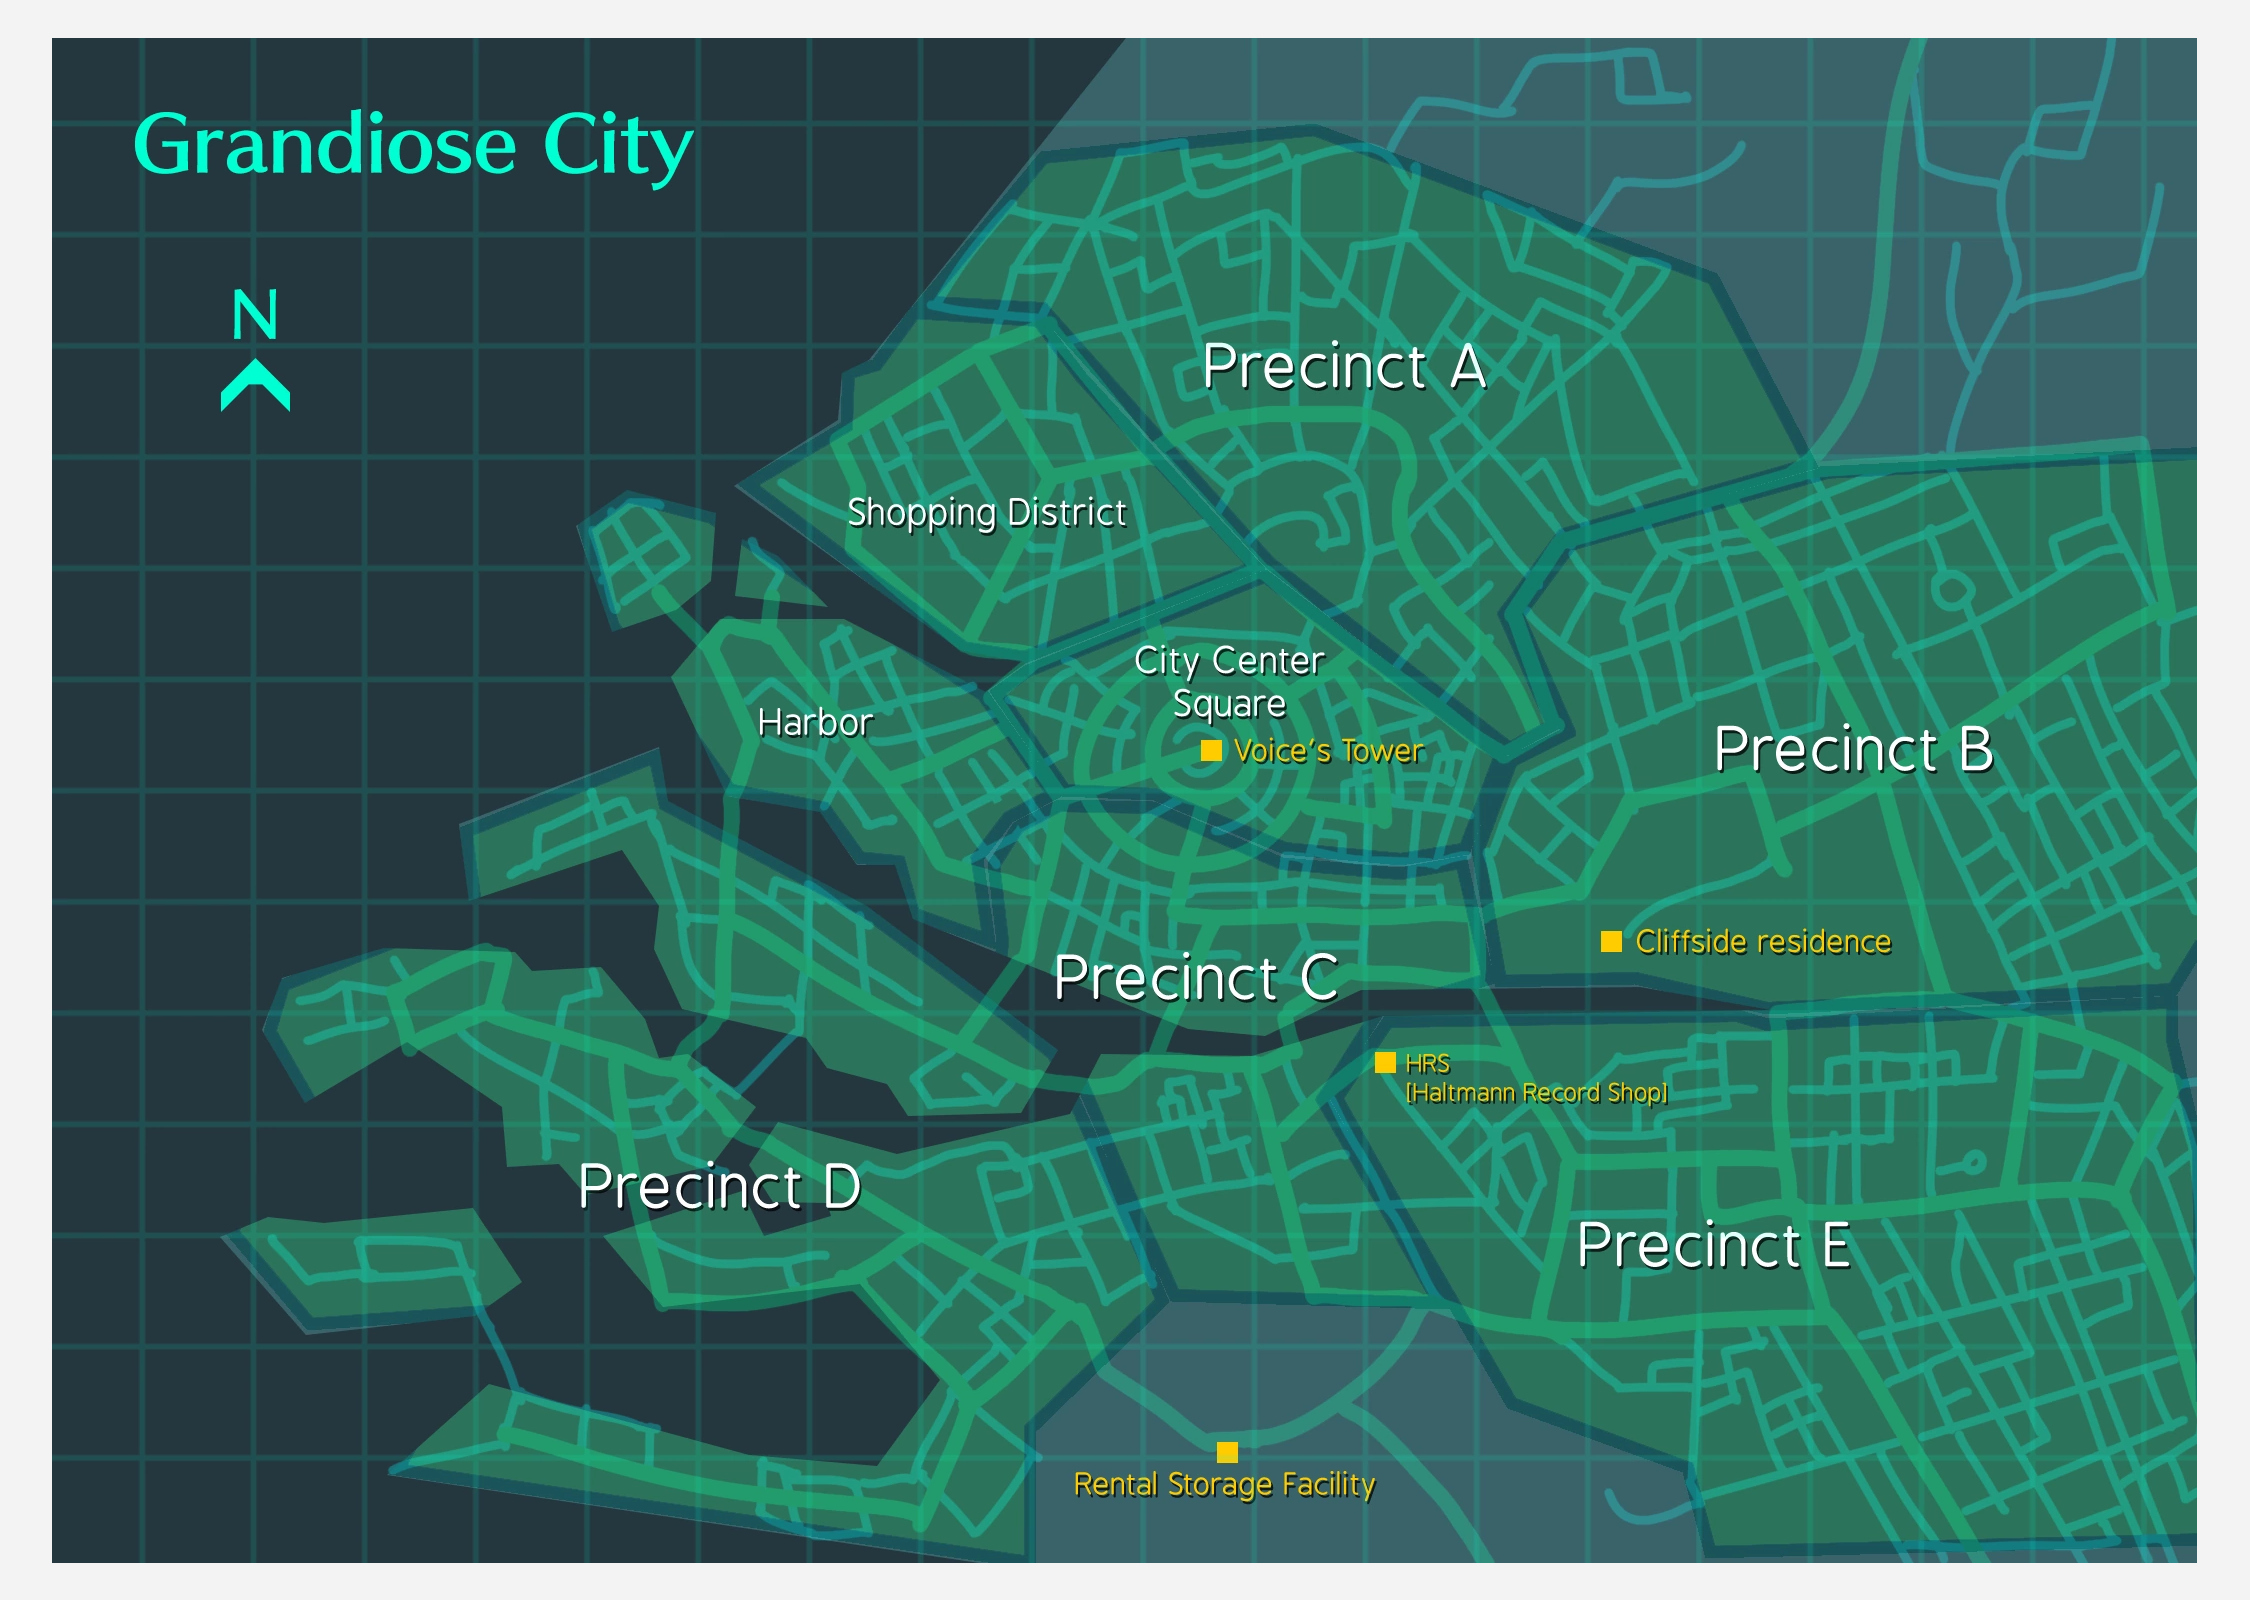 Grandiose City
N
Precinct A
Shopping District
City Center
Square
Harbor
Voice's Tower
Precinct B
Cliffside residence
Precinct C
HRS
[Haltmann Record Shop]
Precinct D
Precinct E
Rental Storage Facility